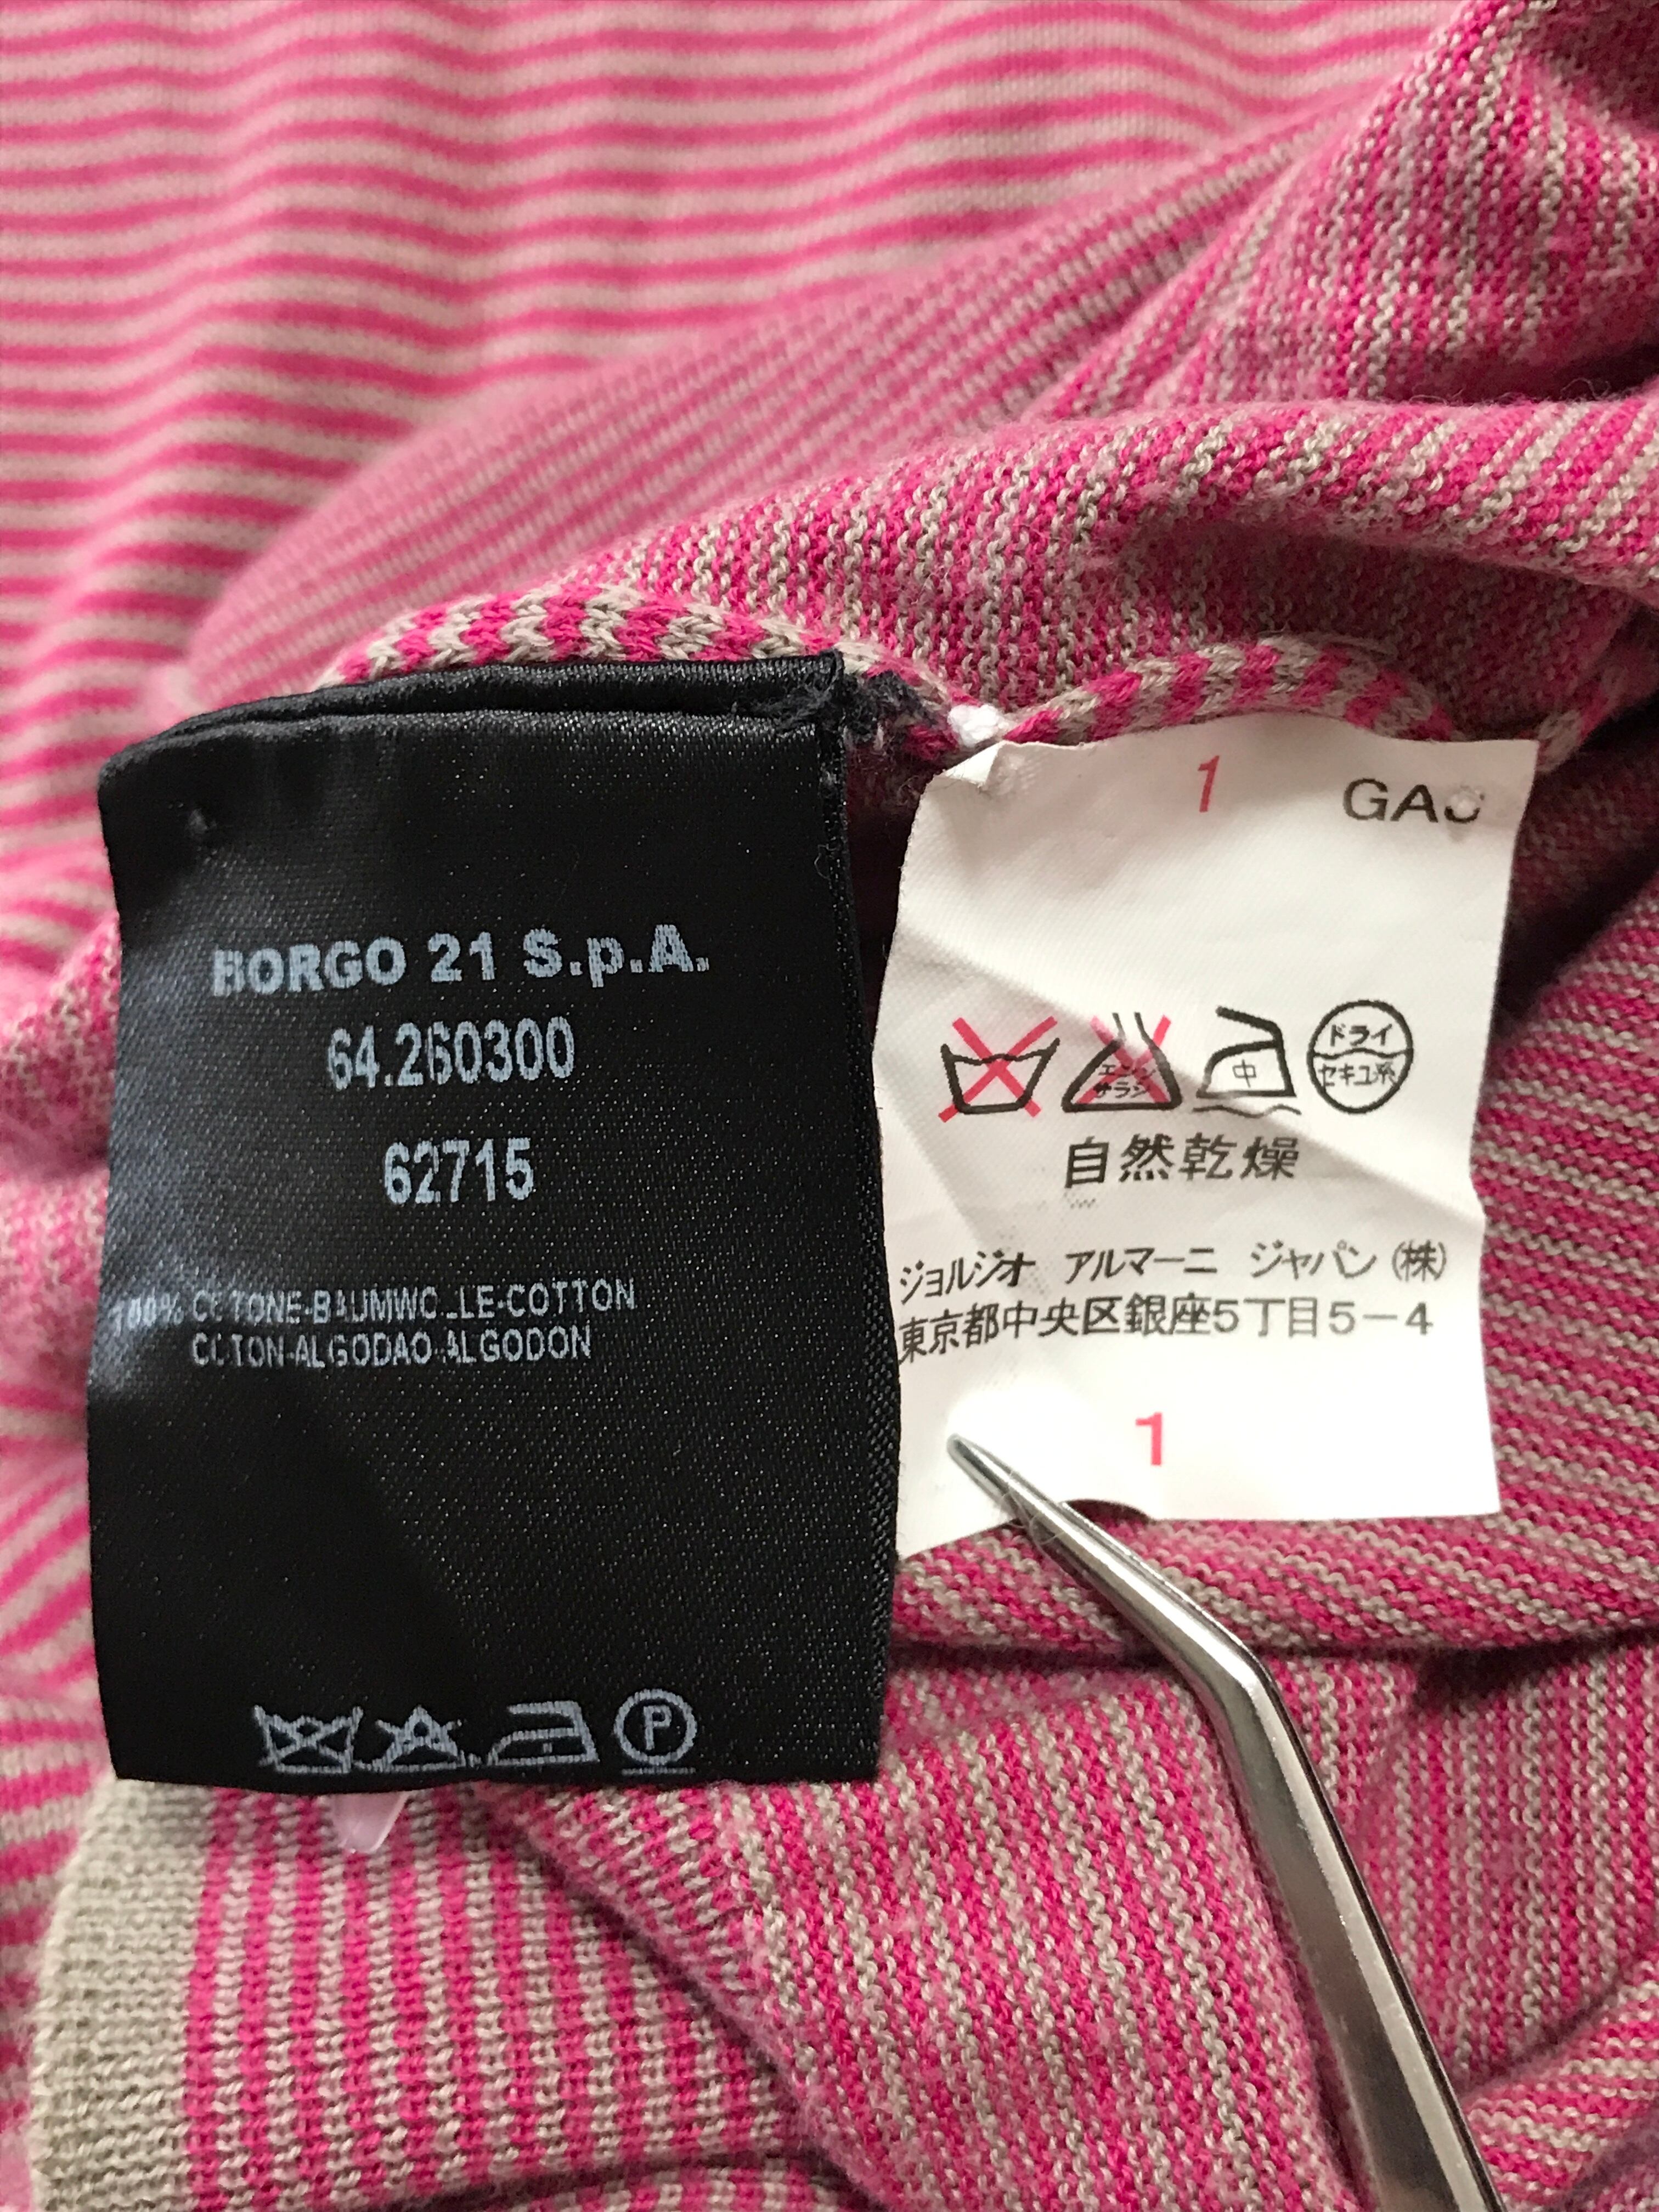 BORGO 21 S.p.A.
64.260300
62715
100% COTONE-BAUMWOLLE-COTTON
COTON-ALGODAO-ALGODON
P
1
エンソ
サラシ
中
ドライ
セキユ系
自然乾燥
ジョルジオ アルマーニ ジャパン(株)
東京都中央区銀座5丁目5-4
1